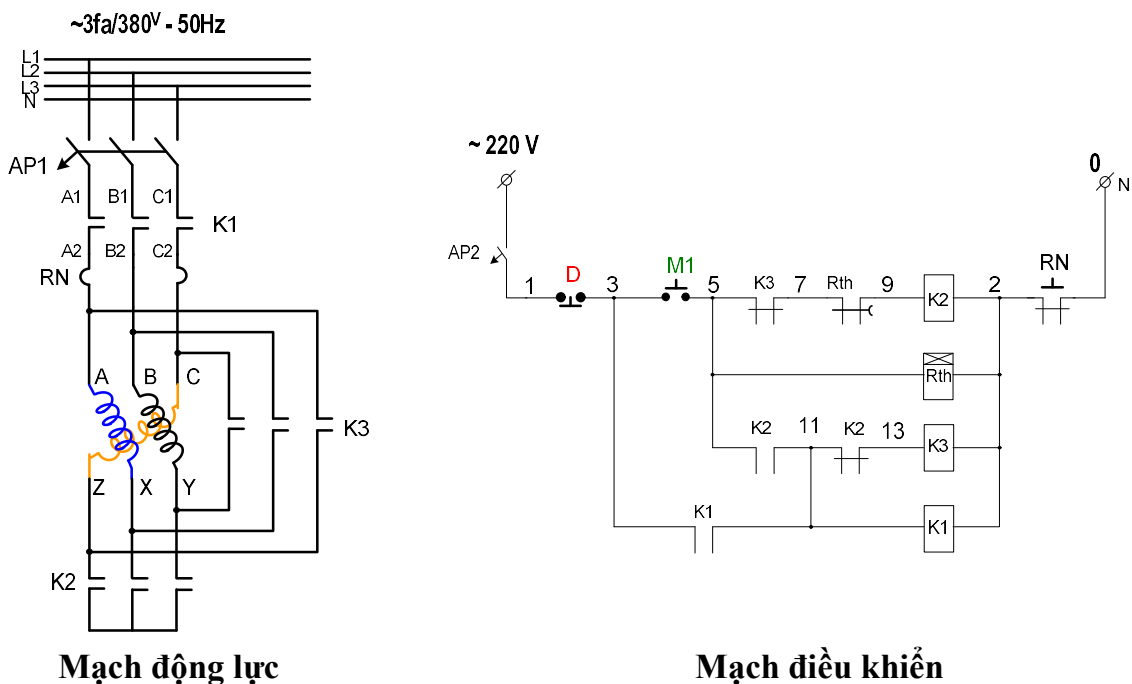 ~3fa/380V - 50Hz
L1
L2
L3
N
AP1
A1 B1 C1
K1
A2 B2 C2
RN
A B C
K3
Z X Y
K2
Mạch động lực
~ 220 V
0
N
AP2
1 D 3 M1 5 K3 7 Rth 9 K2 2 RN
Rth
K2 11 K2 13 K3
K1 K1
Mạch điều khiển